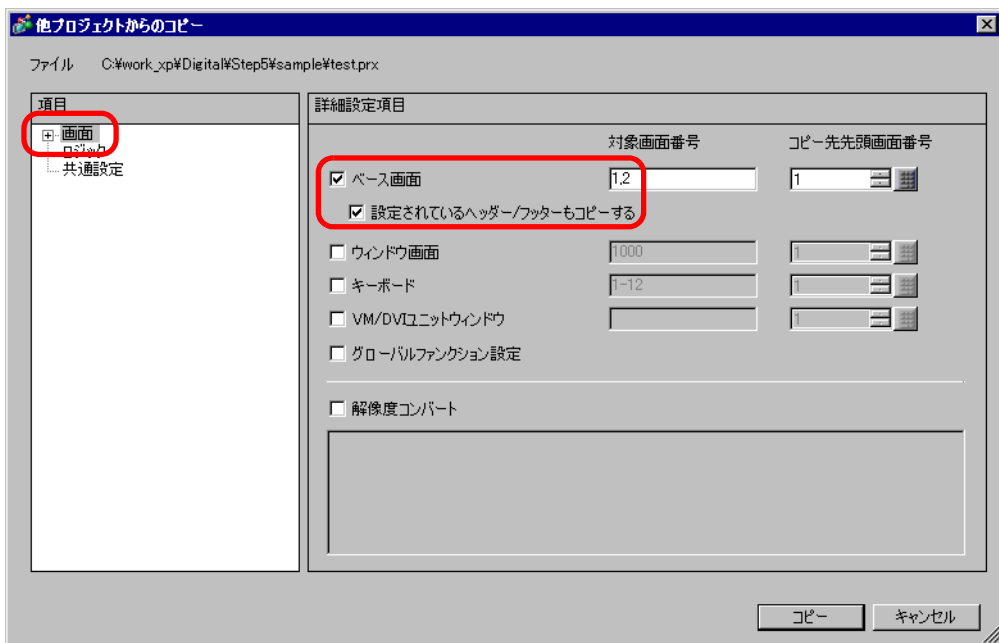 他プロジェクトからのコピー
ファイル C:¥work_xp¥Digital¥Step5¥sample¥test.prx
項目
画面
ロジック
共通設定
詳細設定項目
対象画面番号 コピー先先頭画面番号
ベース画面 1,2 1
設定されているヘッダー/フッターもコピーする
ウィンドウ画面 1000 1
キーボード 1-12 1
VM/DVIユニットウィンドウ 1
グローバルファンクション設定
解像度コンバート
コピー キャンセル